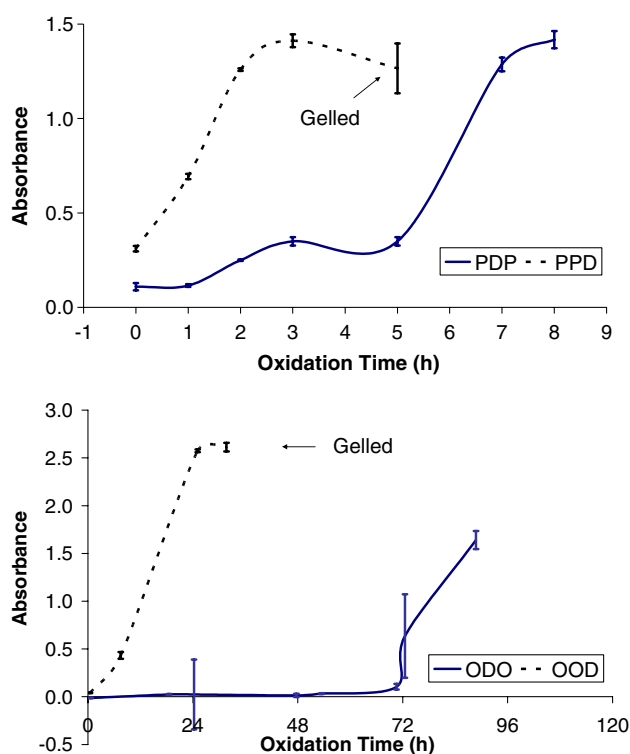 1.5
Absorbance
1.0
0.5
0.0
Gelled
PDP PPD
-1 0 1 2 3 4 5 6 7 8 9
Oxidation Time (h)
3.0
2.5
2.0
1.5
1.0
0.5
0.0
-0.5
Absorbance
Gelled
ODO OOD
0 24 48 72 96 120
Oxidation Time (h)